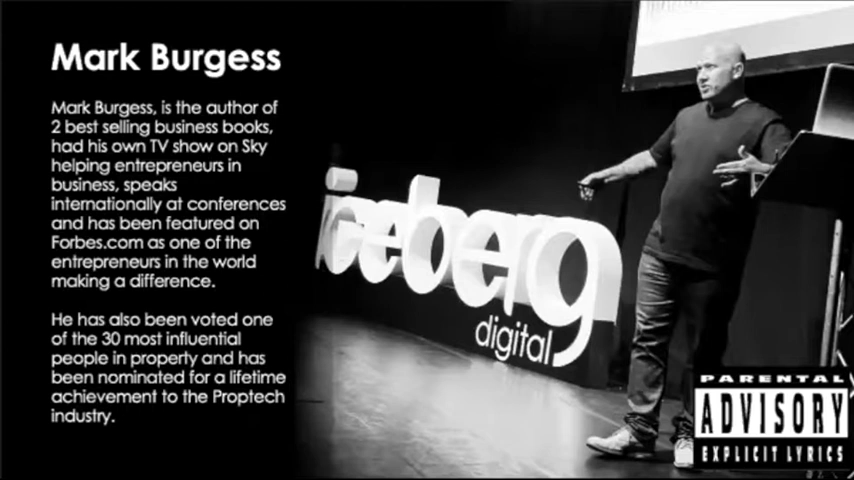 Mark Burgess
Mark Burgess, is the author of
2 best selling business books,
had his own TV show on Sky
helping entrepreneurs in
business, speaks
internationally at conferences
and has been featured on
Forbes.com as one of the
entrepreneurs in the world
making a difference.
He has also been voted one
of the 30 most influential
people in property and has
been nominated for a lifetime
achievement to the Proptech
industry.
iceberg
digital
PARENTAL
ADVISORY
EXPLICIT LYRICS